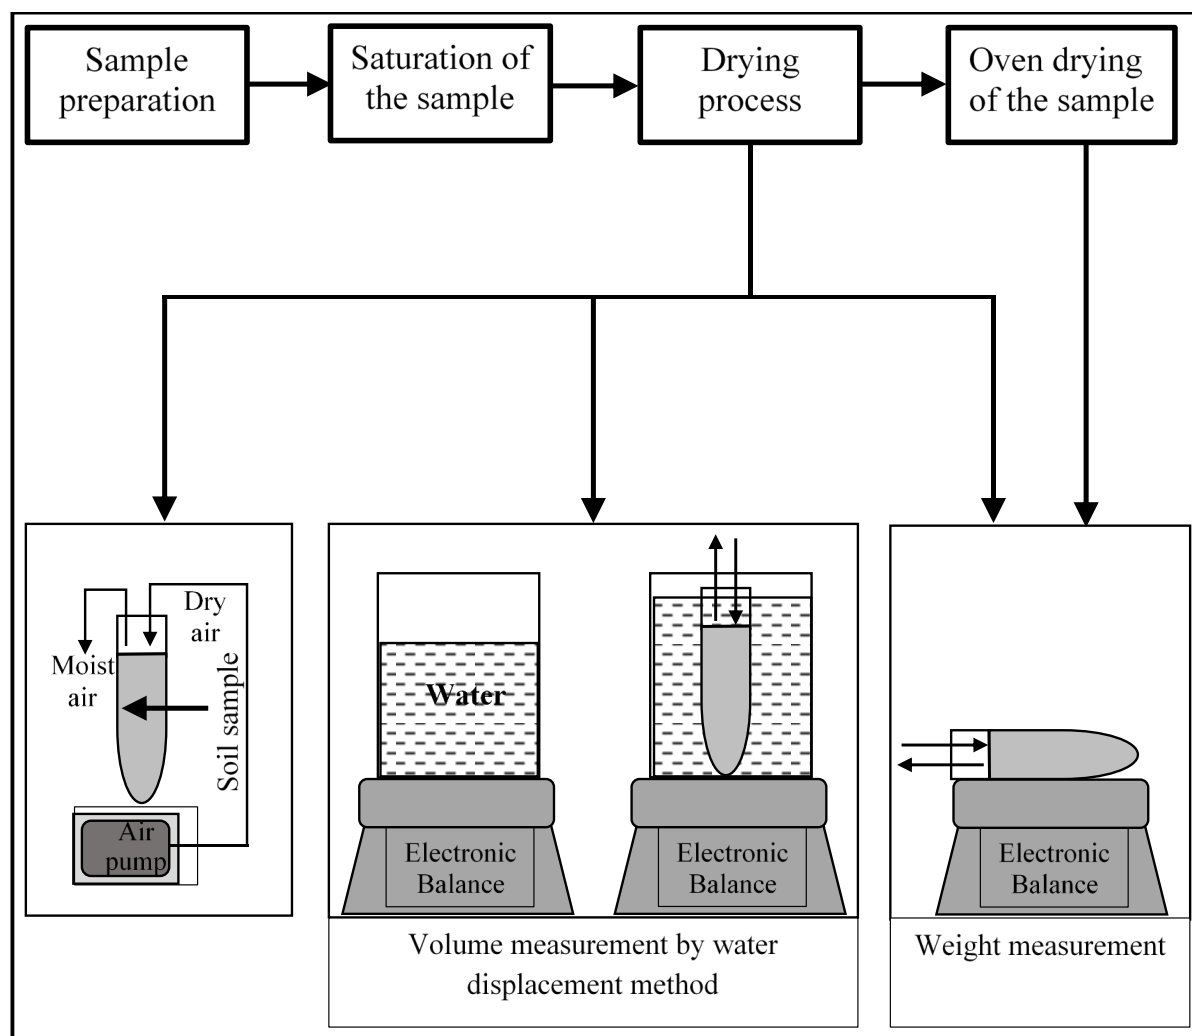 Sample
preparation
Saturation of
the sample
Drying
process
Oven drying
of the sample
Dry
air
Moist
air
Soil sample
Air
pump
Water
Electronic
Balance
Electronic
Balance
Electronic
Balance
Volume measurement by water
displacement method
Weight measurement